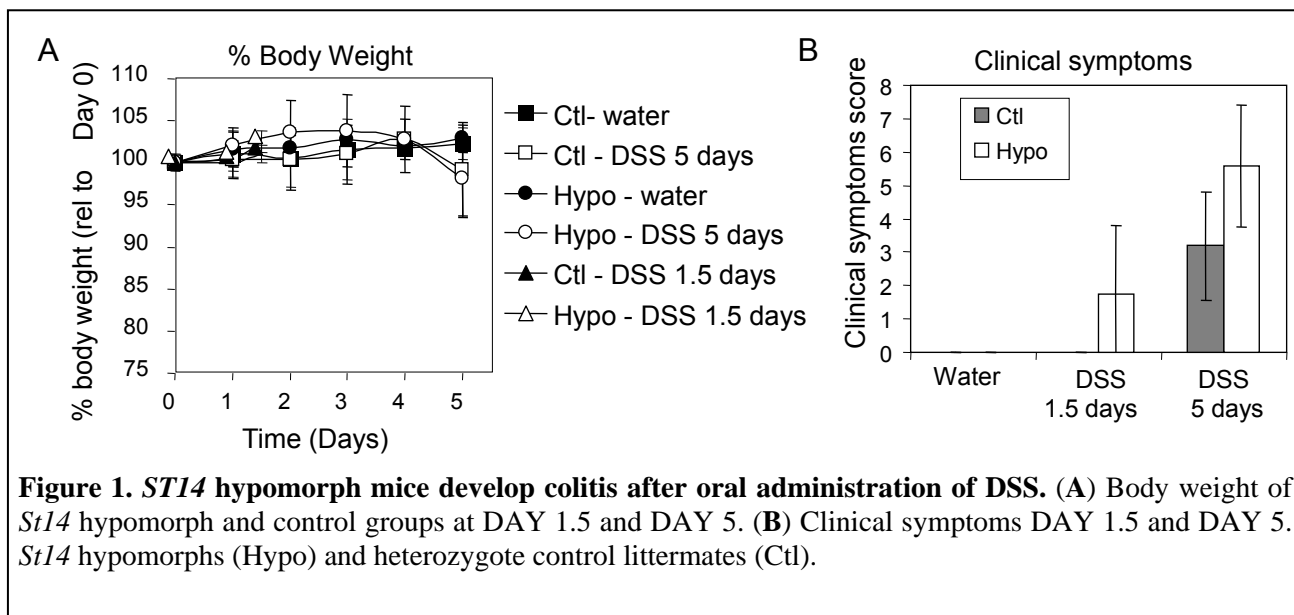 A
% Body Weight
% body weight (rel to Day 0)
110
105
100
95
90
85
80
75
0 1 2 3 4 5
Time (Days)
Ctl- water
Ctl - DSS 5 days
Hypo - water
Hypo - DSS 5 days
Ctl - DSS 1.5 days
Hypo - DSS 1.5 days
B
Clinical symptoms
Clinical symptoms score
8
7
6
5
4
3
2
1
0
Ctl
Hypo
Water
DSS
1.5 days
DSS
5 days
Figure 1. ST14 hypomorph mice develop colitis after oral administration of DSS. (A) Body weight of
St14 hypomorph and control groups at DAY 1.5 and DAY 5. (B) Clinical symptoms DAY 1.5 and DAY 5.
St14 hypomorphs (Hypo) and heterozygote control littermates (Ctl).